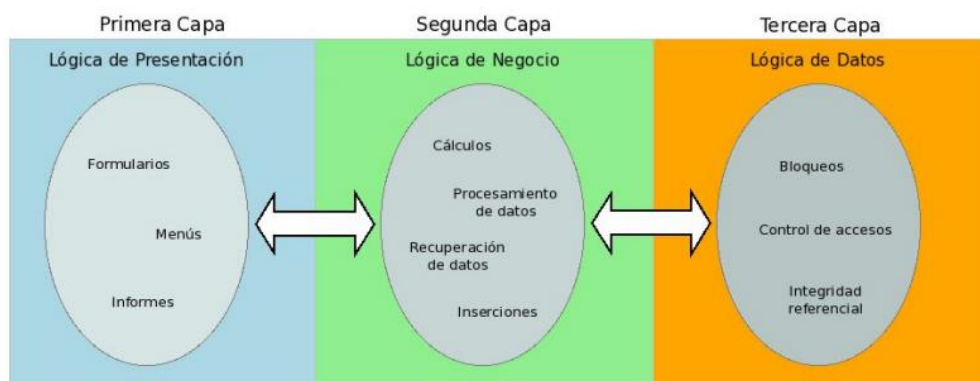 Primera Capa
Segunda Capa
Tercera Capa
Lógica de Presentación
Lógica de Negocio
Lógica de Datos
Formularios
Menús
Informes
Cálculos
Procesamiento
de datos
Recuperación
de datos
Inserciones
Bloqueos
Control de accesos
Integridad
referencial